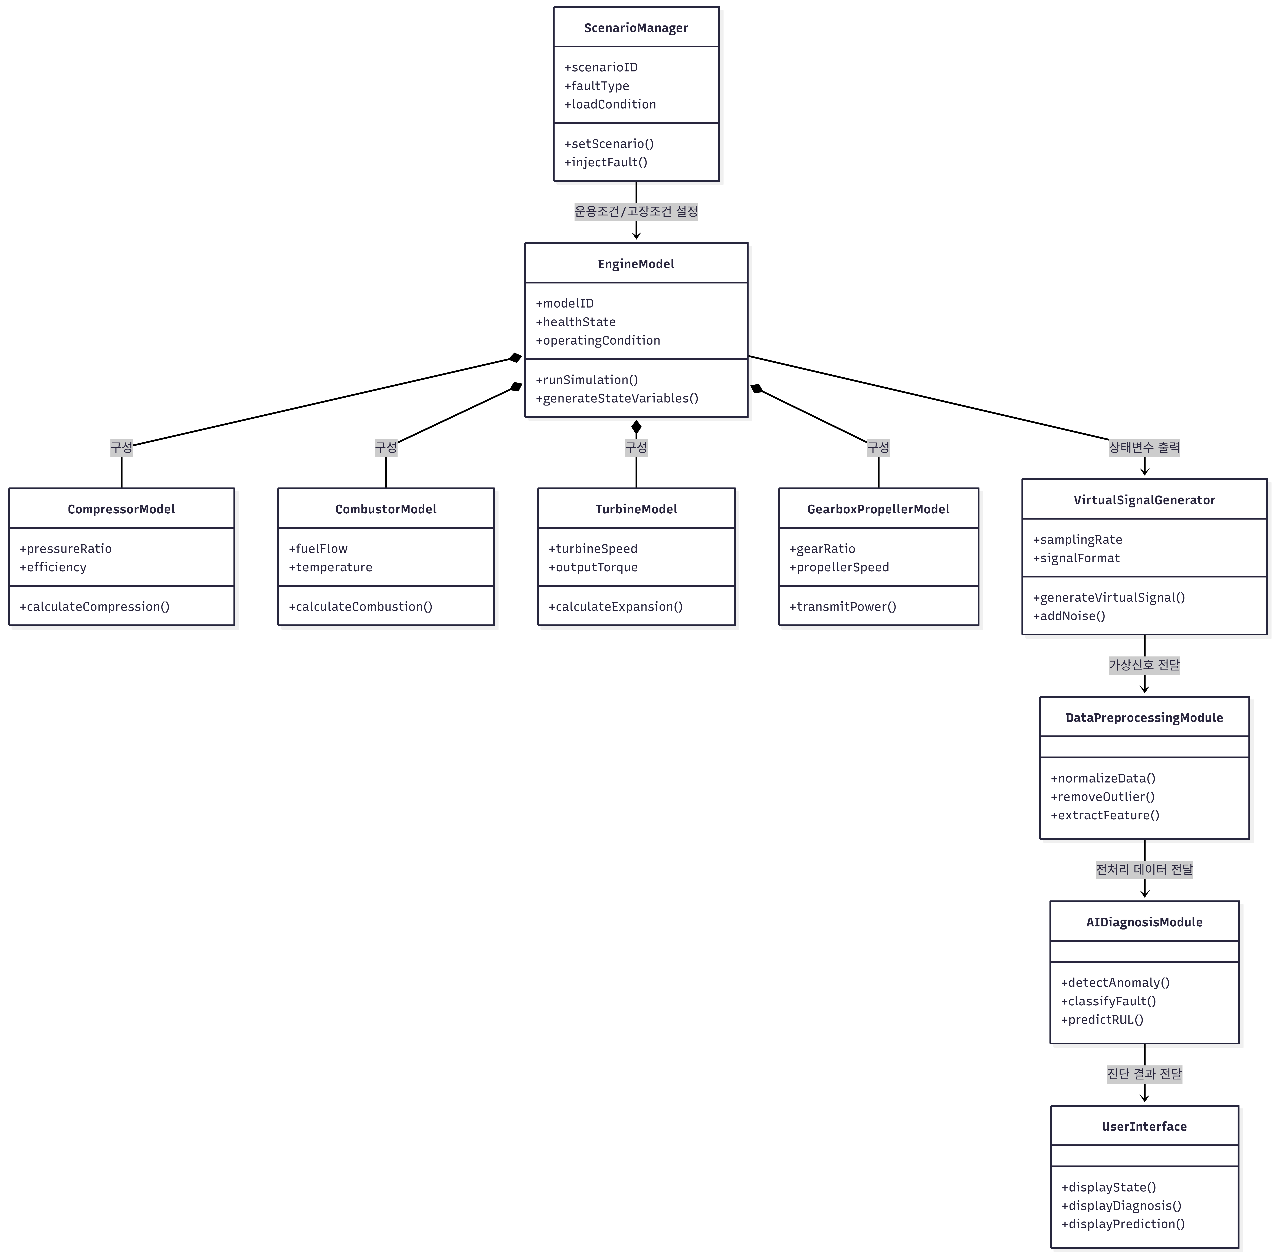 ScenarioManager
+scenarioID
+faultType
+loadCondition
+setScenario()
+injectFault()
운용조건/고장조건 설정
EngineModel
+modelID
+healthState
+operatingCondition
+runSimulation()
+generateStateVariables()
구성
구성
구성
구성
상태변수 출력
CompressorModel
+pressureRatio
+efficiency
+calculateCompression()
CombustorModel
+fuelFlow
+temperature
+calculateCombustion()
TurbineModel
+turbineSpeed
+outputTorque
+calculateExpansion()
GearboxPropellerModel
+gearRatio
+propellerSpeed
+transmitPower()
VirtualSignalGenerator
+samplingRate
+signalFormat
+generateVirtualSignal()
+addNoise()
가상신호 전달
DataPreprocessingModule
+normalizeData()
+removeOutlier()
+extractFeature()
전처리 데이터 전달
AIDiagnosisModule
+detectAnomaly()
+classifyFault()
+predictRUL()
진단 결과 전달
UserInterface
+displayState()
+displayDiagnosis()
+displayPrediction()